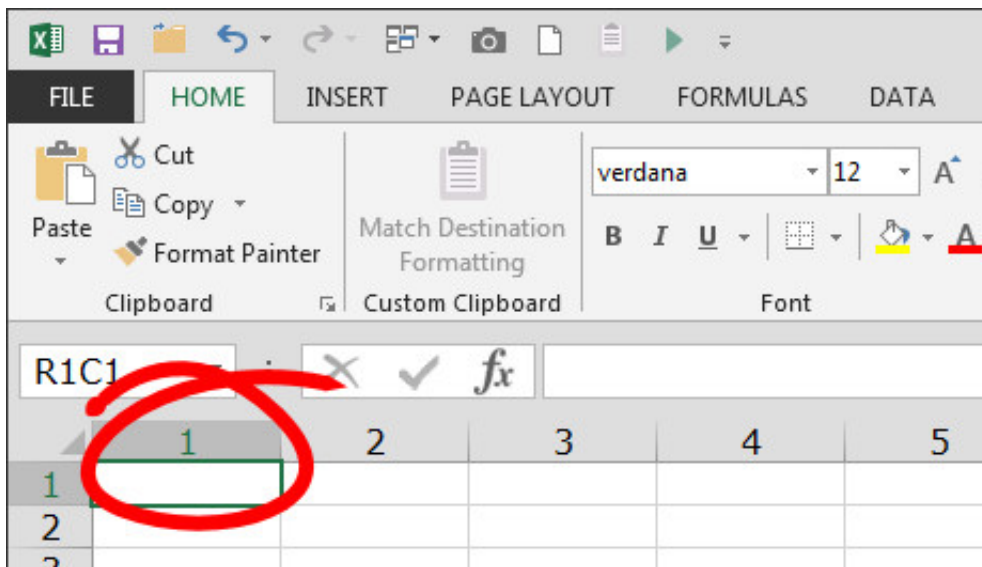 FILE HOME INSERT PAGE LAYOUT FORMULAS DATA
Cut
Copy
Format Painter
Paste
Clipboard
Match Destination
Formatting
Custom Clipboard
verdana 12 A
B I U A
Font
R1C1 : fx
1 2 3 4 5
1
2
3